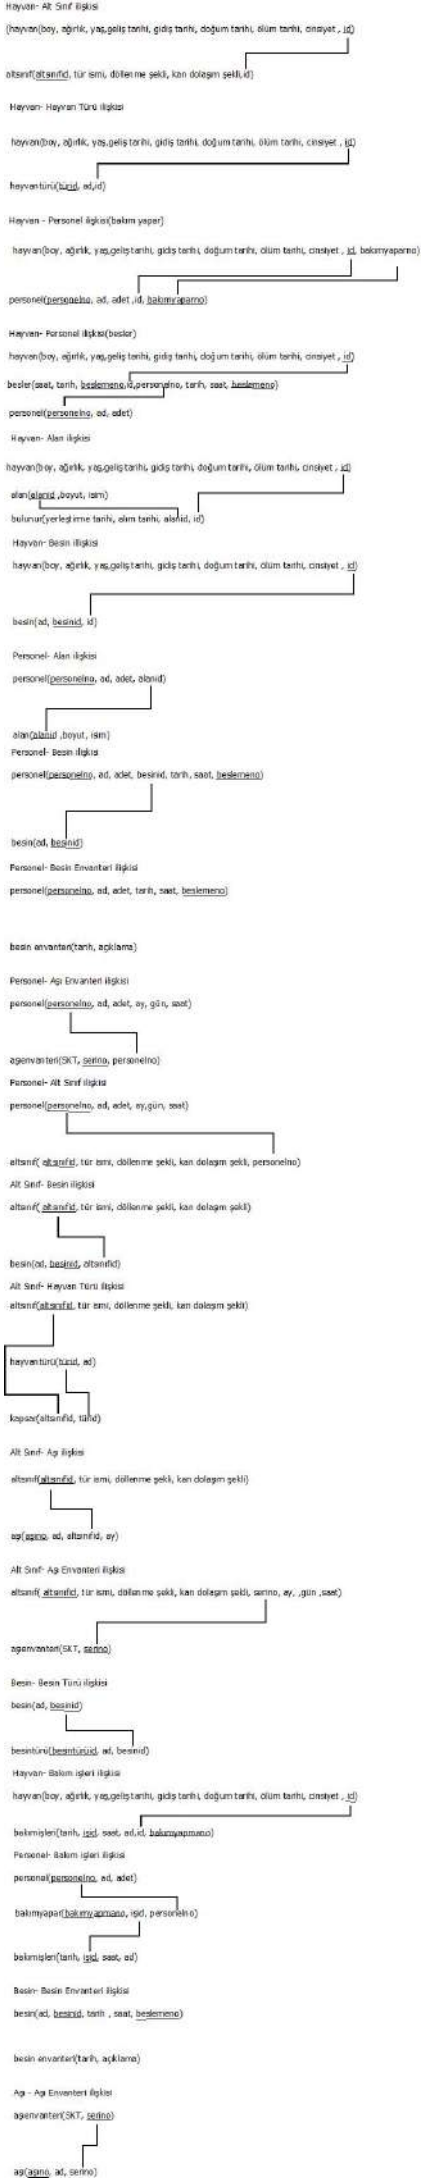 Hayvan- Alt Sınıf ilişkisi
(hayvan(boy, ağırlık, yaş,geliş tarihi, gidiş tarihi, doğum tarihi, ölüm tarihi, cinsiyet , id)
altsınıf(altsınıfid, tür ismi, döllenme şekli, kan dolaşım şekli,id)
Hayvan- Hayvan Türü ilişkisi
hayvan(boy, ağırlık, yaş,geliş tarihi, gidiş tarihi, doğum tarihi, ölüm tarihi, cinsiyet , id)
hayvantürü(türid, ad,id)
Hayvan - Personel ilişkisi(bakım yapar)
hayvan(boy, ağırlık, yaş,geliş tarihi, gidiş tarihi, doğum tarihi, ölüm tarihi, cinsiyet , id, bakımyaparno)
personel(personelno, ad, adet ,id, bakımyaparno)
Hayvan- Personel ilişkisi(besler)
hayvan(boy, ağırlık, yaş,geliş tarihi, gidiş tarihi, doğum tarihi, ölüm tarihi, cinsiyet , id)
besler(saat, tarih, beslemeno,id,personelno, tarih, saat, beslemeno)
personel(personelno, ad, adet)
Hayvan- Alan ilişkisi
hayvan(boy, ağırlık, yaş,geliş tarihi, gidiş tarihi, doğum tarihi, ölüm tarihi, cinsiyet , id)
alan(alanid ,boyut, isim)
bulunur(yerleştirme tarihi, alım tarihi, alanid, id)
Hayvan- Besin illişkisi
hayvan(boy, ağırlık, yaş,geliş tarihi, gidiş tarihi, doğum tarihi, ölüm tarihi, cinsiyet , id)
besin(ad, besinid, id)
Personel- Alan ilişkisi
personel(personelno, ad, adet, alanid)
alan(alanid ,boyut, isim)
Personel- Besin ilişkisi
personel(personelno, ad, adet, besinid, tarih, saat, beslemeno)
besin(ad, besinid)
Personel- Besin Envanteri ilişkisi
personel(personelno, ad, adet, tarih, saat, beslemeno)
besin envanteri(tarih, açıklama)
Personel- Aşı Envanteri ilişkisi
personel(personelno, ad, adet, ay, gün, saat)
aşıenvanteri(SKT, serino, personelno)
Personel- Alt Sınıf ilişkisi
personel(personelno, ad, adet, ay,gün, saat)
altsınıf( altsınıfid, tür ismi, döllenme şekli, kan dolaşım şekli, personelno)
Alt Sınıf- Besin ilişkisi
altsınıf( altsınıfid, tür ismi, döllenme şekli, kan dolaşım şekli)
besin(ad, besinid, altsınıfid)
Alt Sınıf- Hayvan Türü ilişkisi
altsınıf(altsınıfid, tür ismi, döllenme şekli, kan dolaşım şekli)
hayvantürü(türid, ad)
kapsar(altsınıfid, türid)
Alt Sınıf- Aşı ilişkisi
altsınıf(altsınıfid, tür ismi, döllenme şekli, kan dolaşım şekli)
aşı(aşıno, ad, altsınıfid, ay)
Alt Sınıf- Aşı Envanteri ilişkisi
altsınıf( altsınıfid, tür ismi, döllenme şekli, kan dolaşım şekli, serino, ay, ,gün ,saat)
aşıenvanteri(SKT, serino)
Besin- Besin Türü ilişkisi
besin(ad, besinid)
besintürü(besintürüid, ad, besinid)
Hayvan- Bakım işleri ilişkisi
hayvan(boy, ağırlık, yaş,geliş tarihi, gidiş tarihi, doğum tarihi, ölüm tarihi, cinsiyet , id)
bakımişleri(tarih, işid, saat, ad,id, bakımyapmano)
Personel- Bakım işleri ilişkisi
personel(personelno, ad, adet)
bakımyapar(bakımyapmano, işid, personelno)
bakımişleri(tarih, işid, saat, ad)
Besin- Besin Envanteri ilişkisi
besin(ad, besinid, tarih , saat, beslemeno)
besin envanteri(tarih, açıklama)
Aşı - Aşı Envanteri ilişkisi
aşıenvanteri(SKT, serino)
aşı(aşıno, ad, serino)